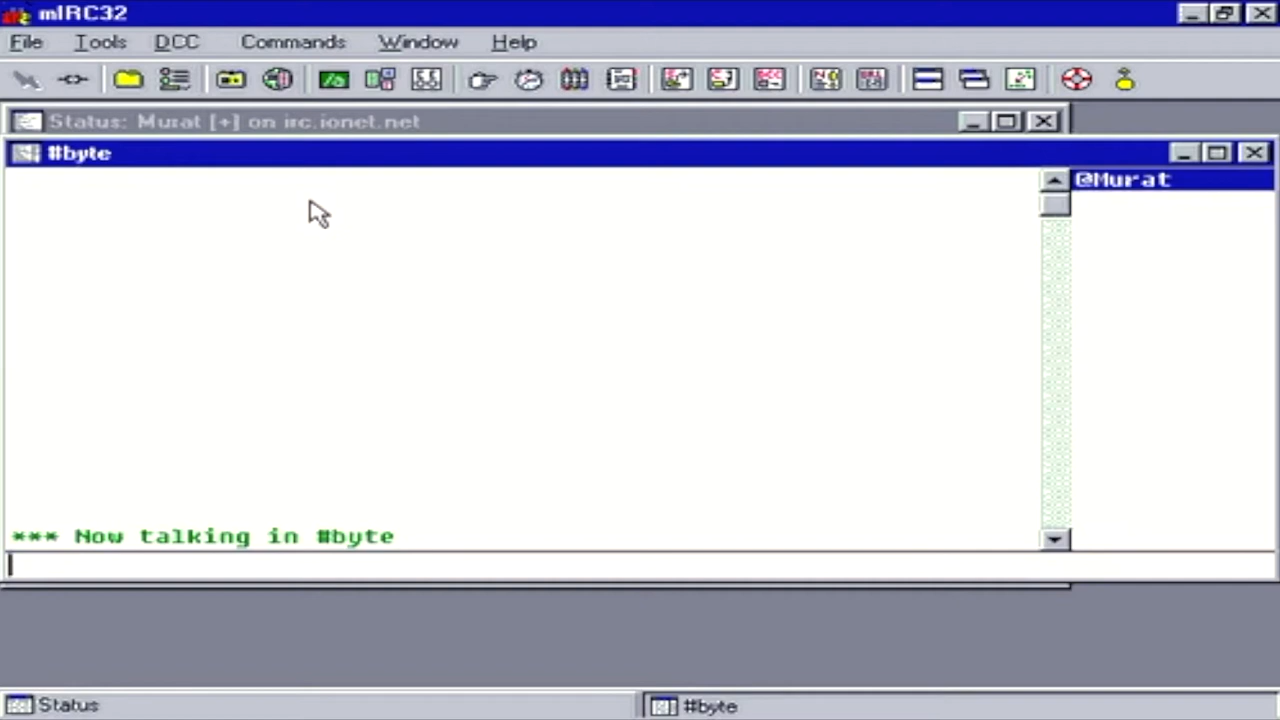 mIRC32
File Tools DCC Commands Window Help
Status: Murat [+] on irc.ionet.net
#byte
@Murat
*** Now talking in #byte
Status
#byte